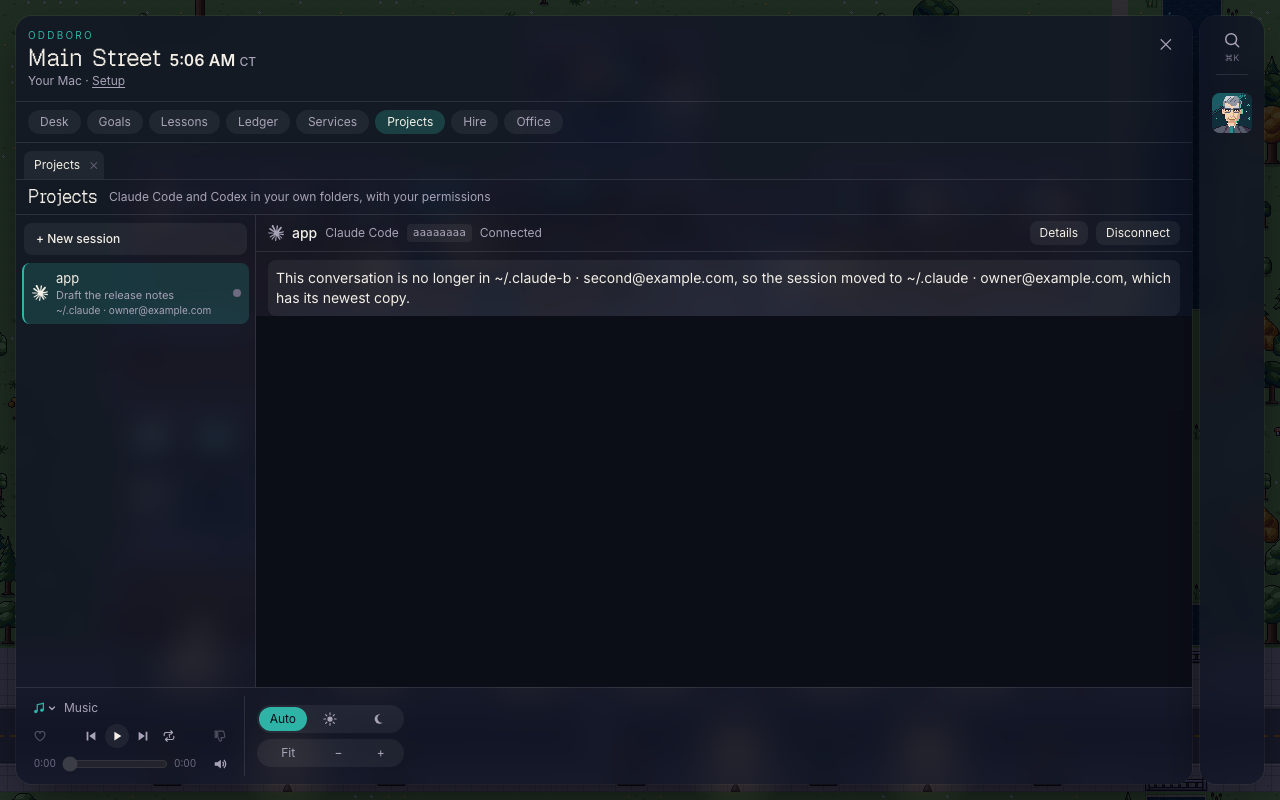 ODDBORO
Main Street 5:06 AM CT
Your Mac · Setup
⌘K
Desk Goals Lessons Ledger Services Projects Hire Office
Projects
Projects Claude Code and Codex in your own folders, with your permissions
+ New session
app Claude Code aaaaaaaa Connected Details Disconnect
app
Draft the release notes
~/.claude · owner@example.com
This conversation is no longer in ~/.claude-b · second@example.com, so the session moved to ~/.claude · owner@example.com, which
has its newest copy.
Music
0:00 0:00
Auto
Fit − +